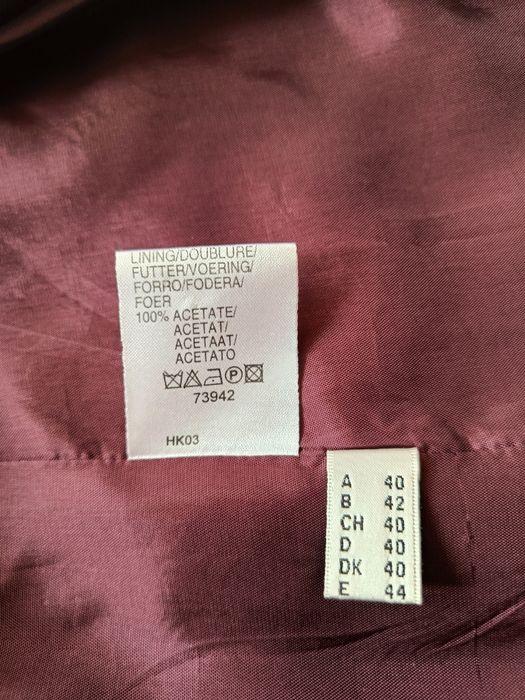 LINING/DOUBLURE/
FUTTER/VOERING/
FORRO/FODERA/
FOER
100% ACÉTATE/
ACETAT/
ACETAAT/
ACETATO
P
73942
HK03
A 40
B 42
CH 40
D 40
DK 40
E 44